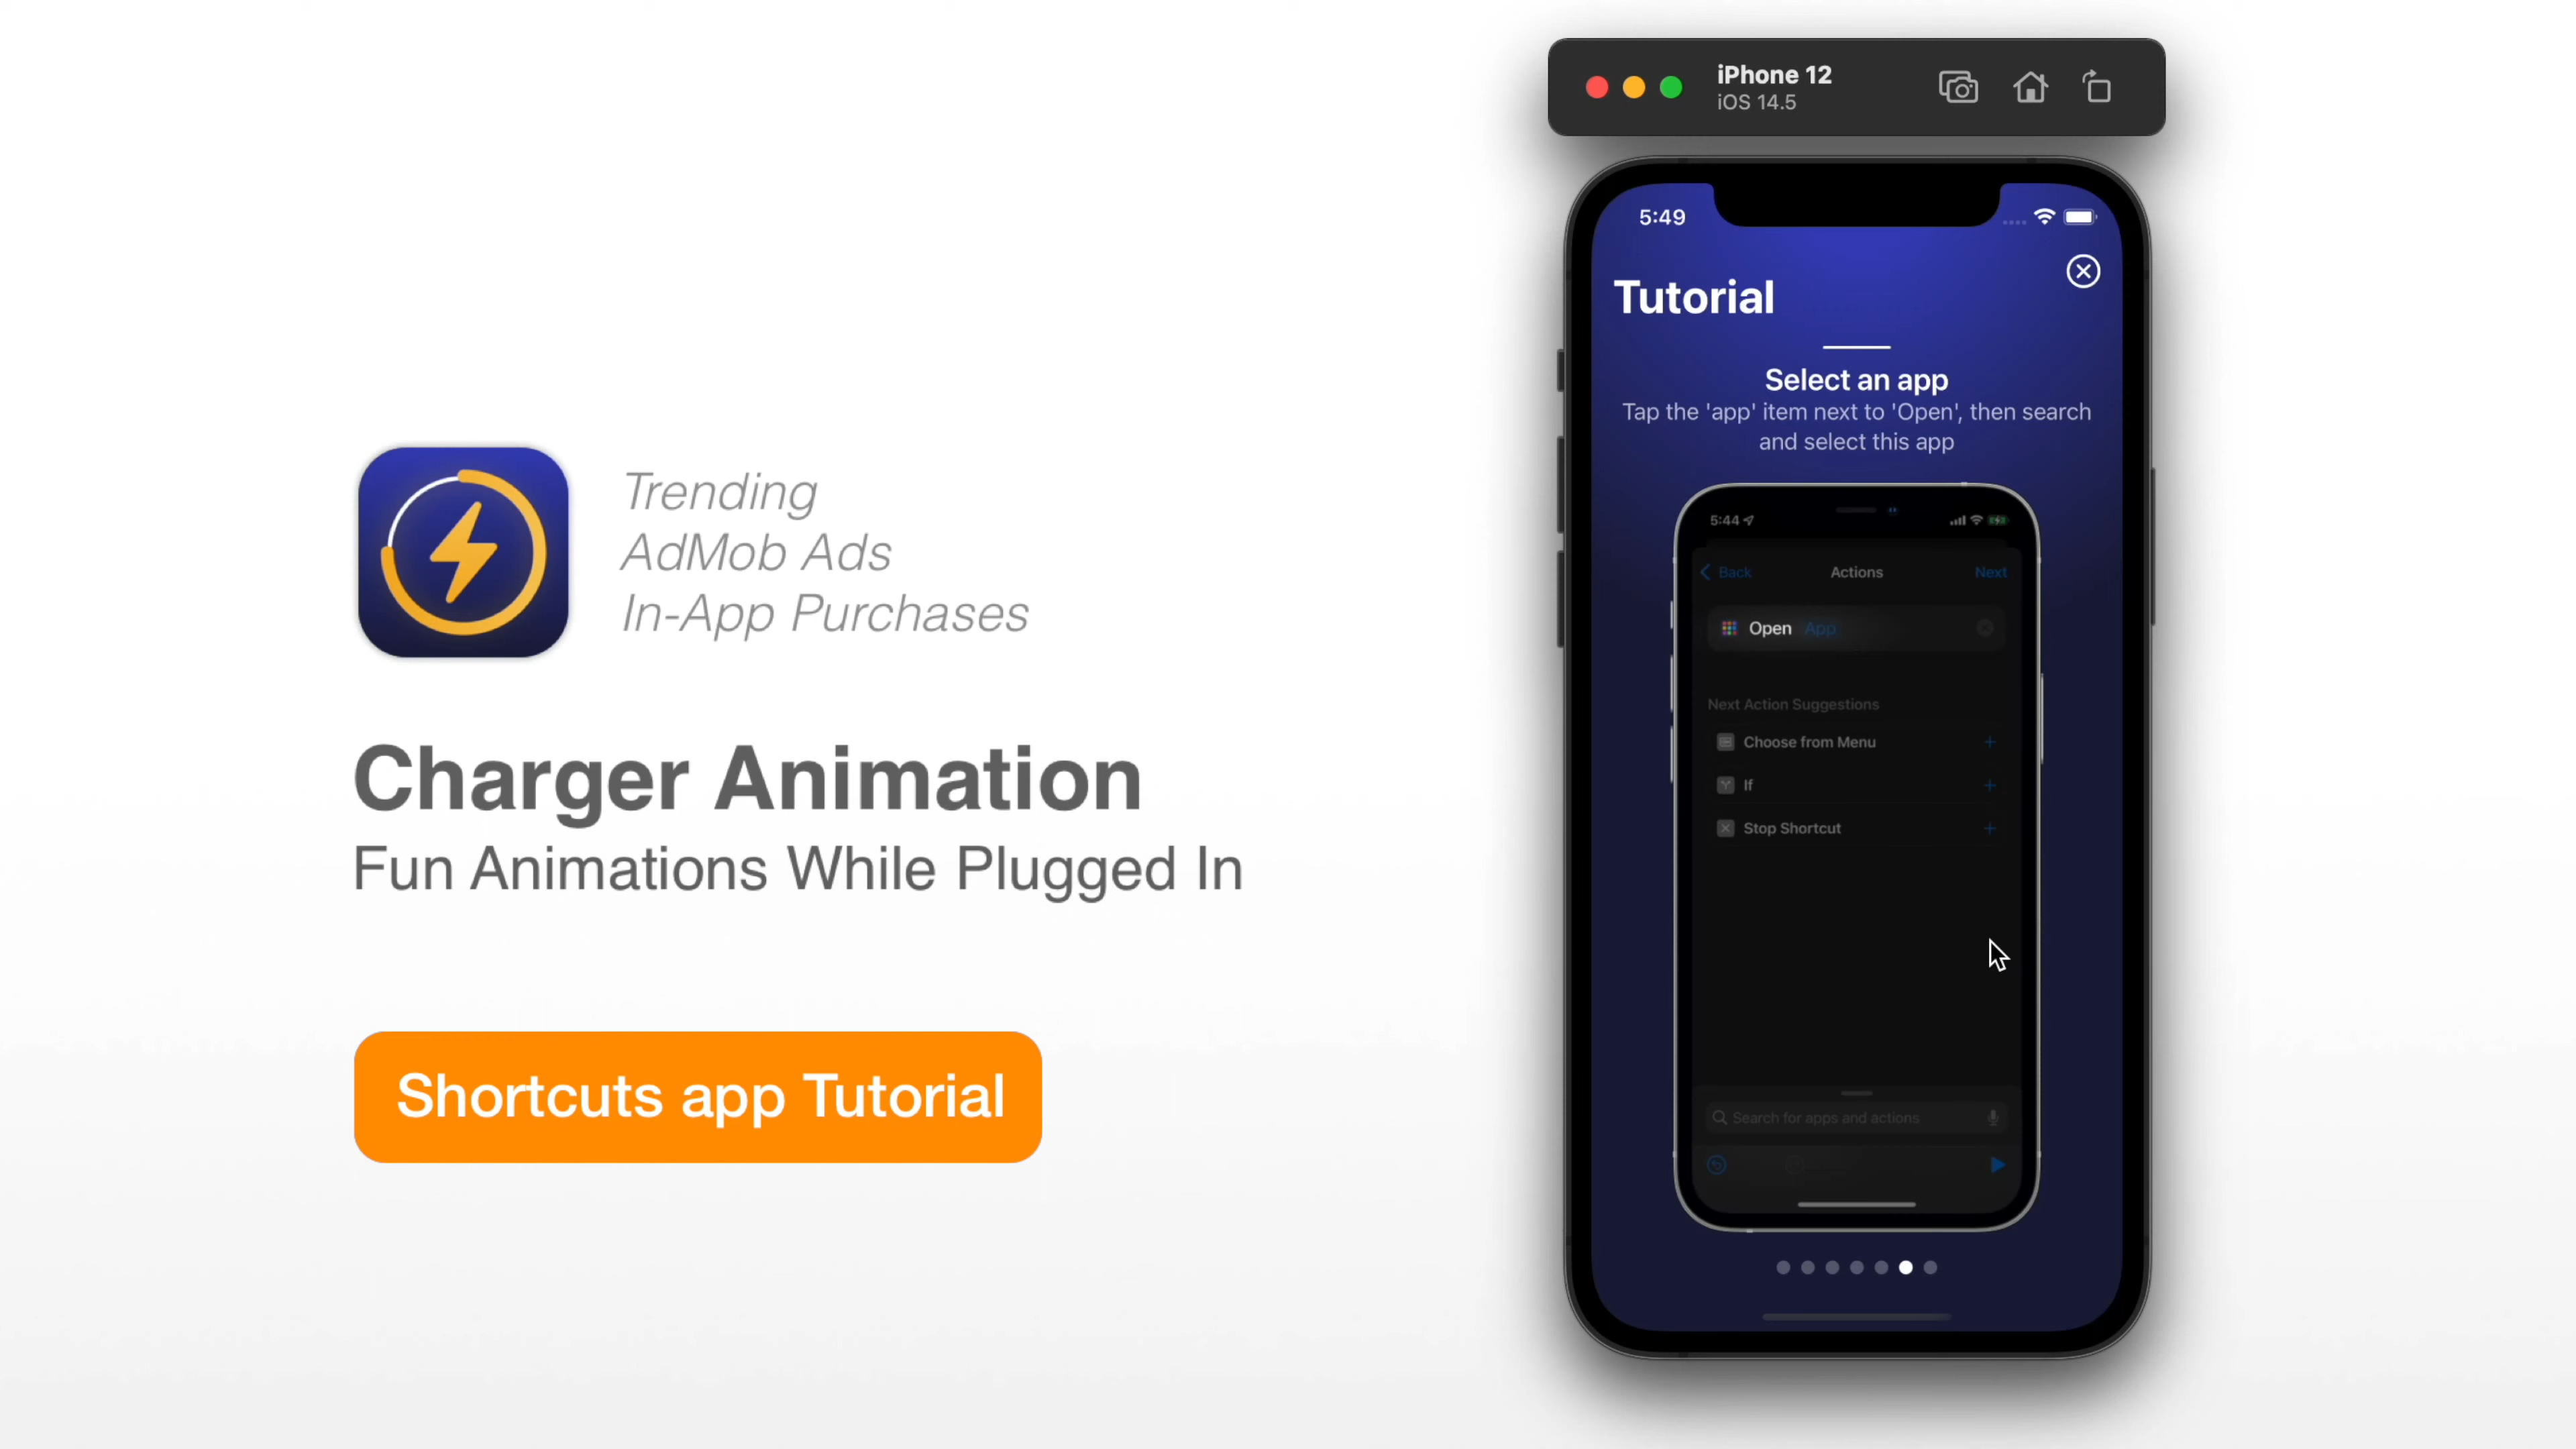 Trending
AdMob Ads
In-App Purchases
Charger Animation
Fun Animations While Plugged In
Shortcuts app Tutorial
iPhone 12
iOS 14.5
5:49
Tutorial
Select an app
Tap the 'app' item next to 'Open', then search
and select this app
5:44
Back Actions Next
Open App
Next Action Suggestions
Choose from Menu
If
Stop Shortcut
Search for apps and actions